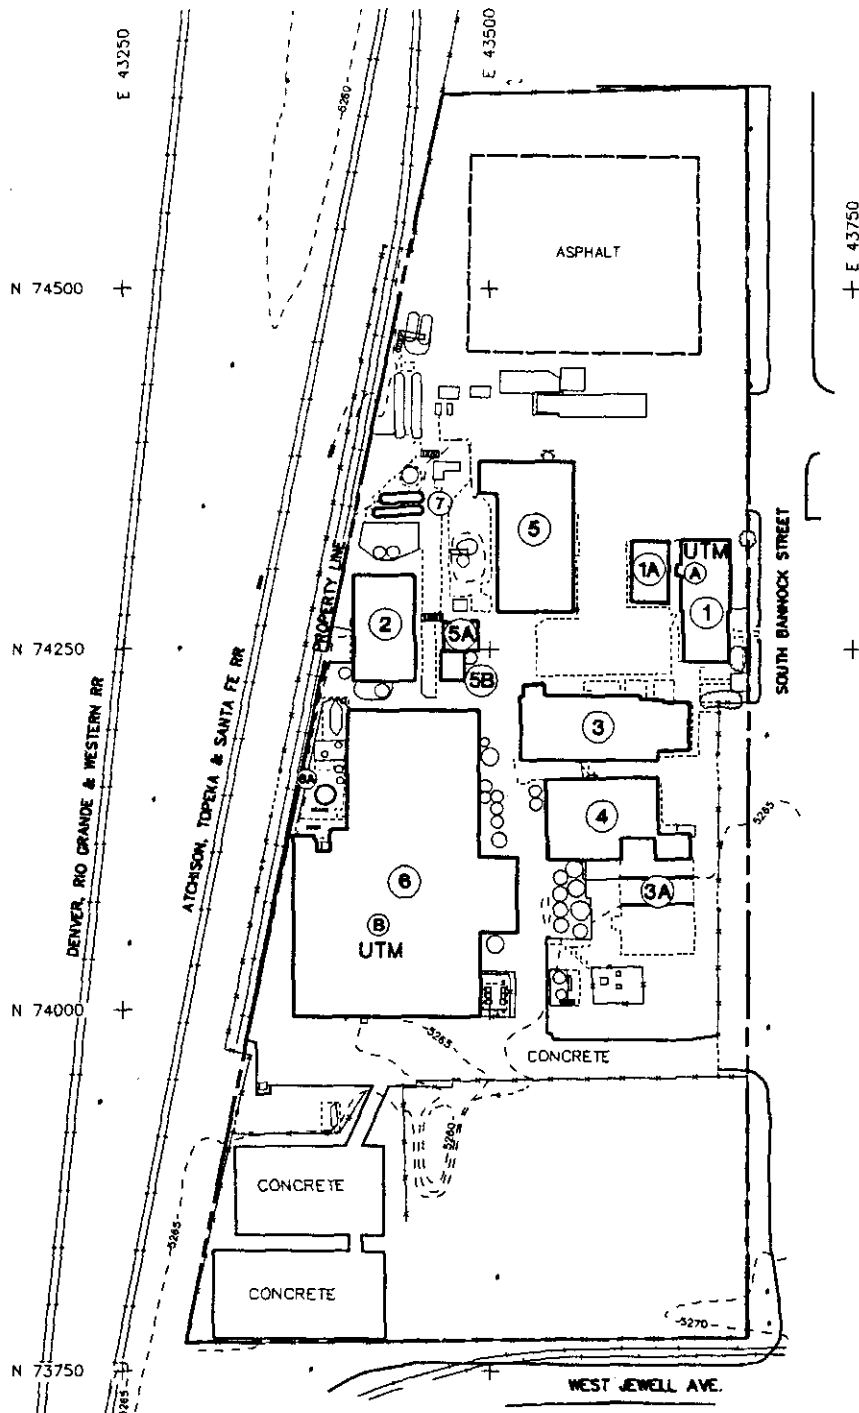 E 43250
E 43500
5260
E 43750
ASPHALT
N 74500
7
5
UTM
A
1A
1
PROPERTY LINE
2
5A
5B
N 74250
SOUTH BANNOCK STREET
DENVER, RIO GRANDE & WESTERN RR
ATCHISON, TOPEKA & SANTA FE RR
3
6A
4
5265
6
3A
B
UTM
N 74000
5265
CONCRETE
5260
CONCRETE
5265
CONCRETE
5270
N 73750
5265
WEST JEWELL AVE.